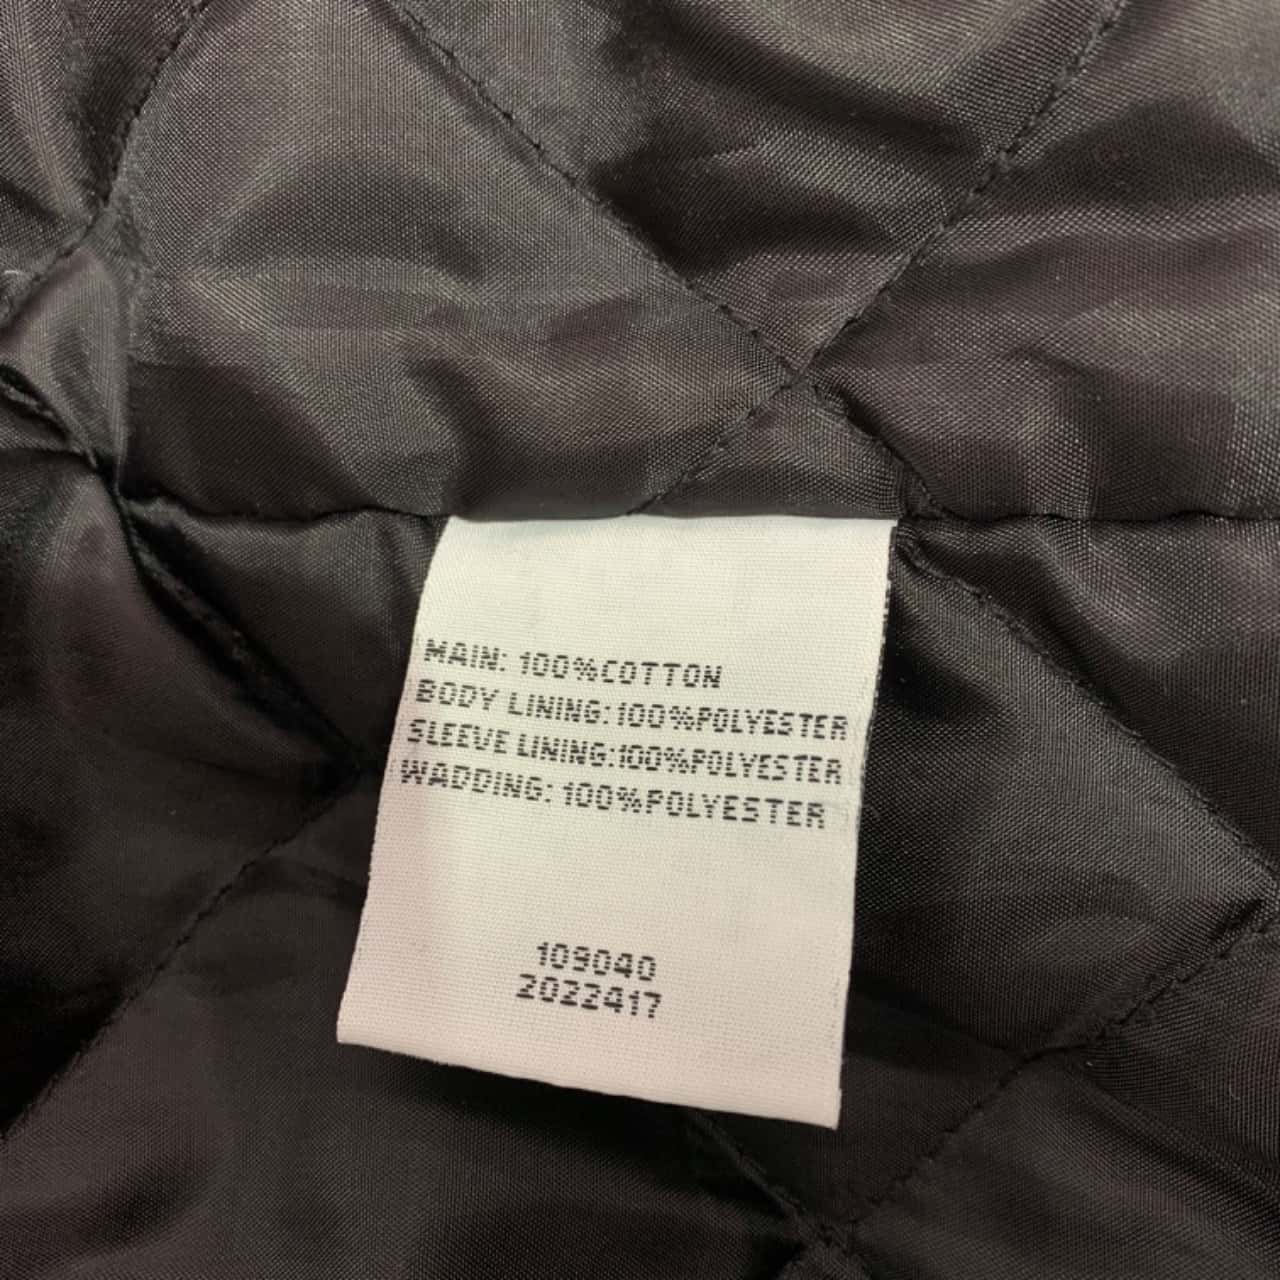 MAIN: 100%COTTON
BODY LINING:100%POLYESTER
SLEEVE LINING:100%POLYESTER
WADDING: 100%POLYESTER
109040
2022417